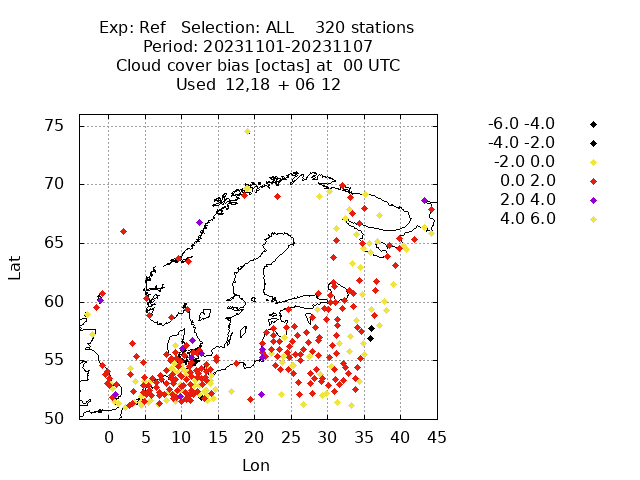 Exp: Ref   Selection: ALL    320 stations
Period: 20231101-20231107
Cloud cover bias [octas] at  00 UTC
Used  12,18 + 06 12
-6.0 -4.0
-4.0 -2.0
-2.0 0.0
0.0 2.0
2.0 4.0
4.0 6.0
75
70
65
60
55
50
Lat
0 5 10 15 20 25 30 35 40 45
Lon